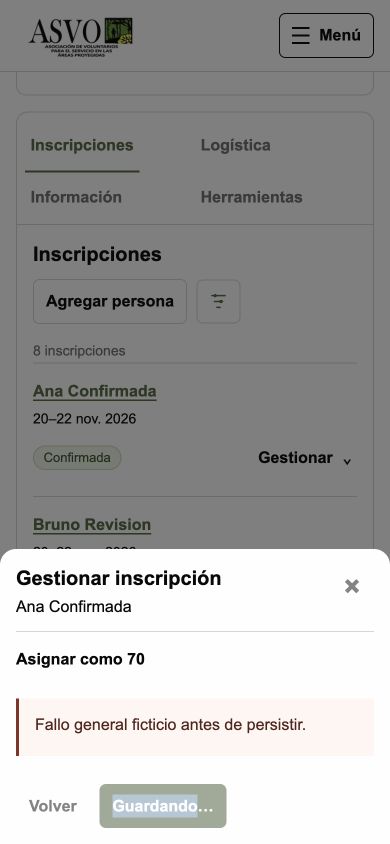 ASVO
ASOCIACIÓN DE VOLUNTARIOS
PARA EL SERVICIO EN LAS
ÁREAS PROTEGIDAS
Menú
Inscripciones
Logística
Información
Herramientas
Inscripciones
Agregar persona
8 inscripciones
Ana Confirmada
20–22 nov. 2026
Confirmada
Gestionar
Bruno Revision
Gestionar inscripción
Ana Confirmada
Asignar como 70
Fallo general ficticio antes de persistir.
Volver
Guardando…